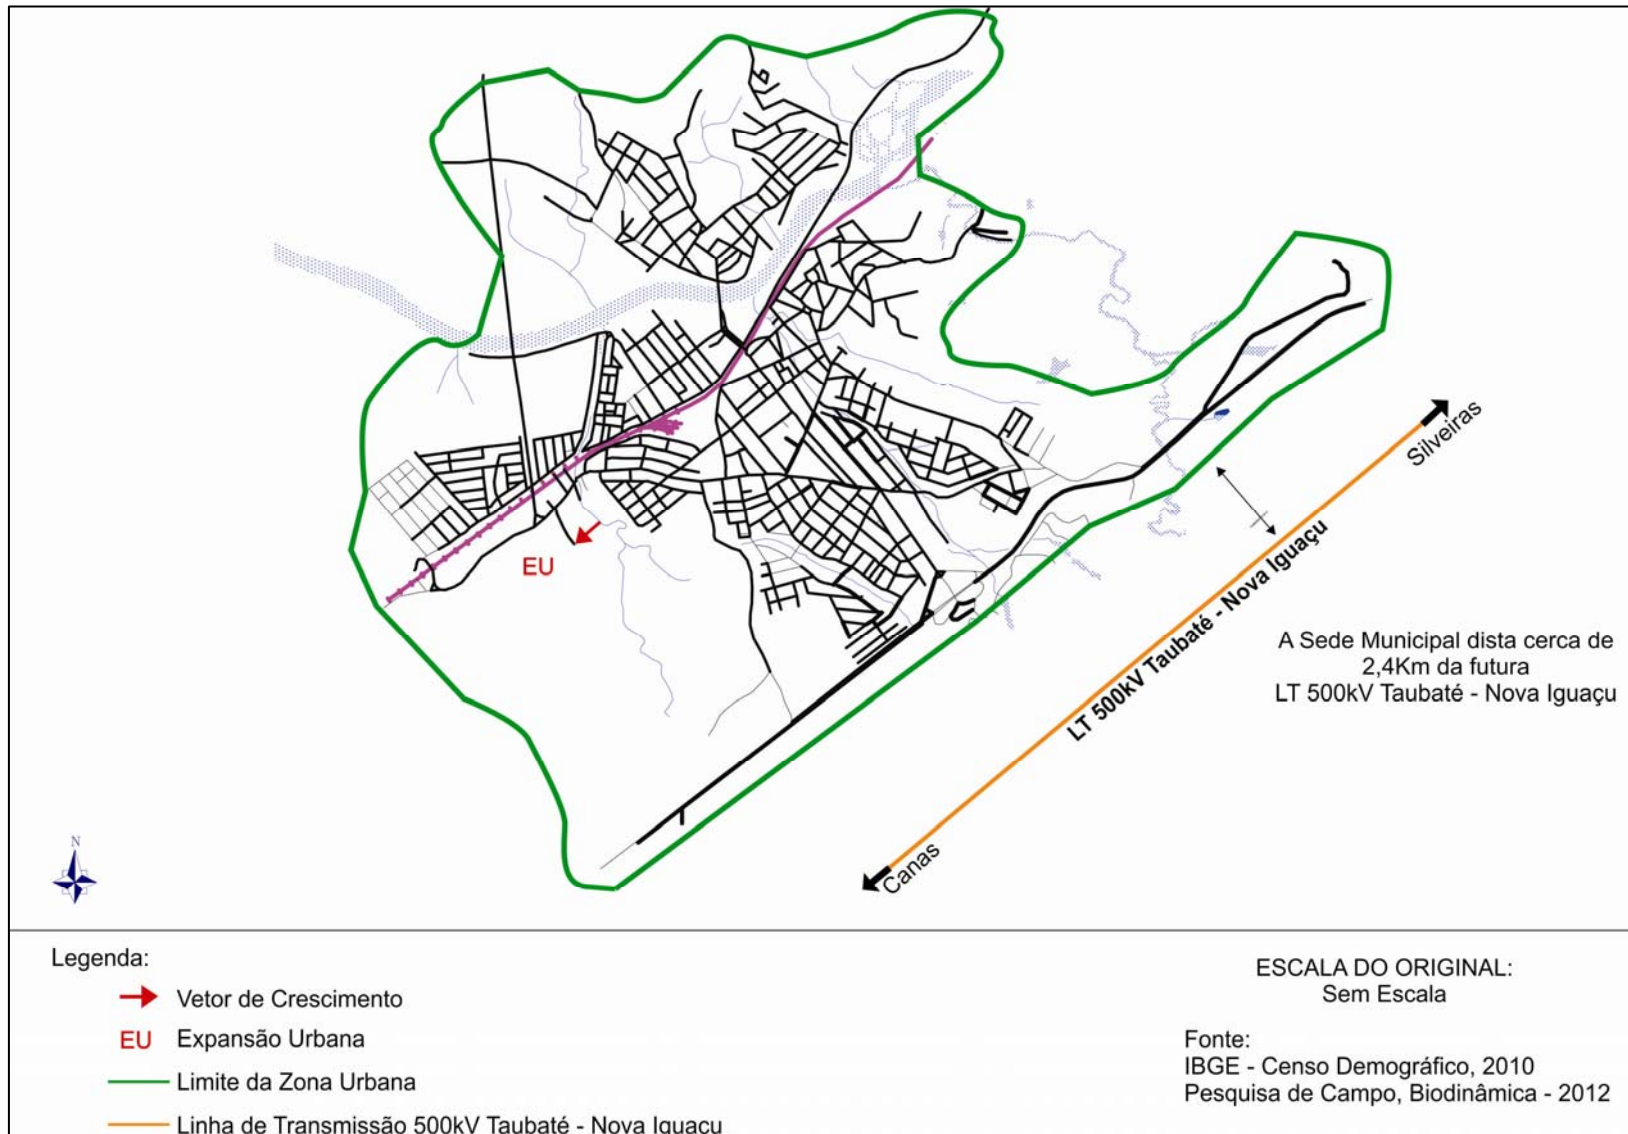 Silveiras
LT 500kV Taubaté - Nova Iguaçu
A Sede Municipal dista cerca de
2,4Km da futura
LT 500kV Taubaté - Nova Iguaçu
EU
Canas
N
Legenda:
Vetor de Crescimento
EU Expansão Urbana
Limite da Zona Urbana
Linha de Transmissão 500kV Taubaté - Nova Iguaçu
ESCALA DO ORIGINAL:
Sem Escala
Fonte:
IBGE - Censo Demográfico, 2010
Pesquisa de Campo, Biodinâmica - 2012